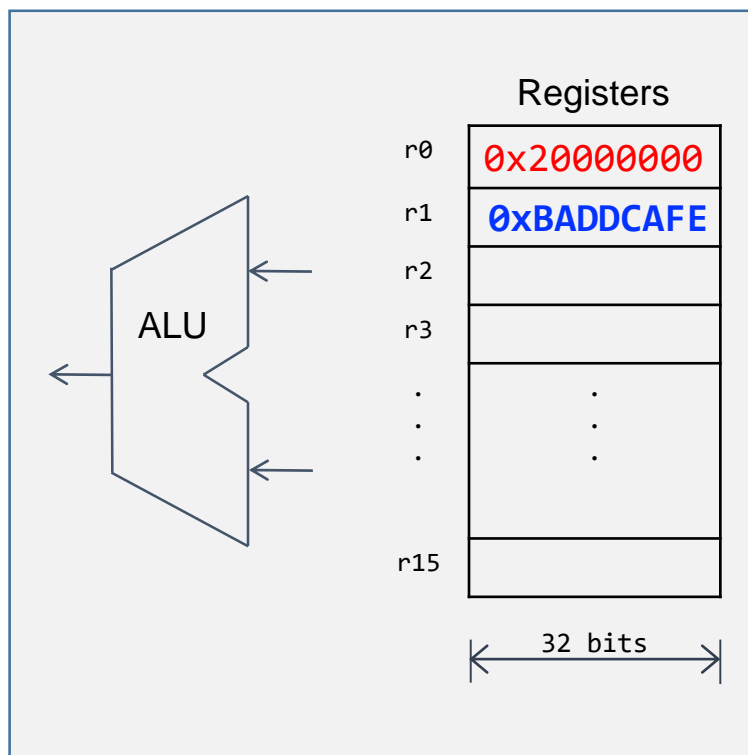 Registers
r0 0x20000000
r1 0xBADDCAFE
r2
ALU
r3
. .
. .
. .
r15
32 bits